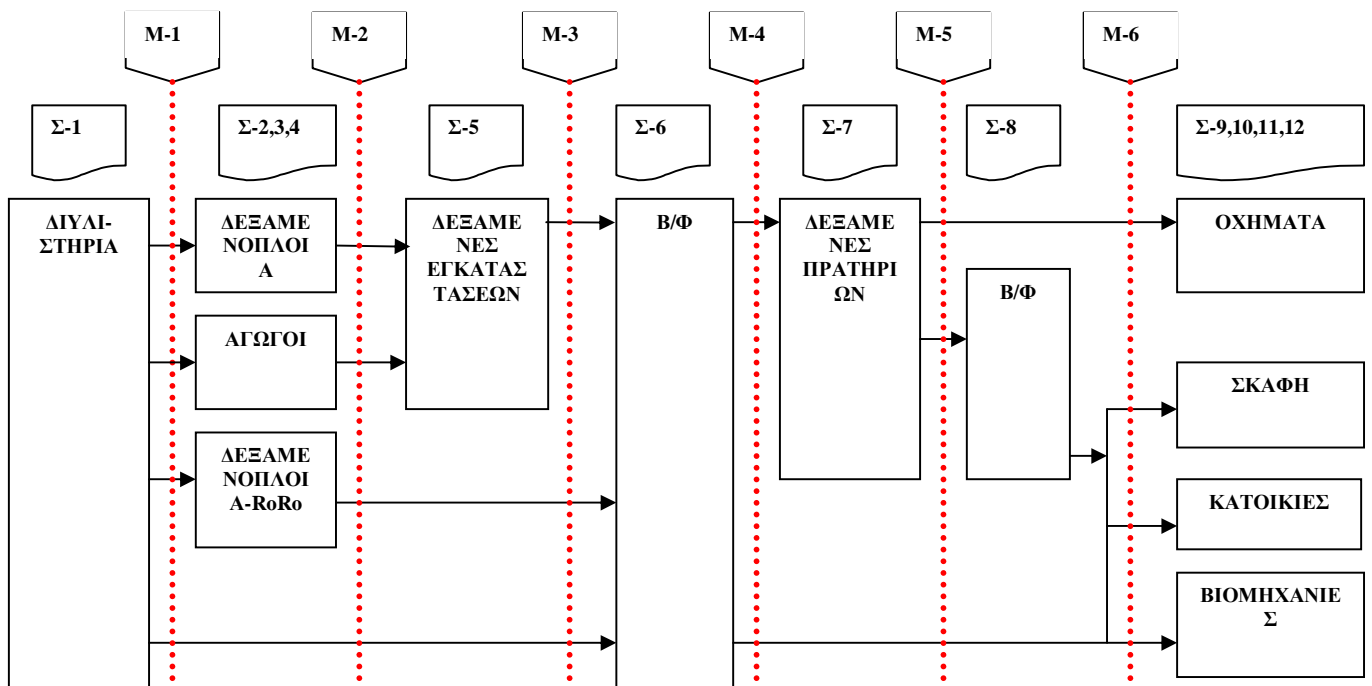 M-1
M-2
M-3
M-4
M-5
M-6
Σ-1
Σ-2,3,4
Σ-5
Σ-6
Σ-7
Σ-8
Σ-9,10,11,12
ΔΙΥΛΙ-
ΣΤΗΡΙΑ
ΔΕΞΑΜΕ
ΝΟΠΛΟΙ
Α
ΑΓΩΓΟΙ
ΔΕΞΑΜΕ
ΝΟΠΛΟΙ
Α-RoRo
ΔΕΞΑΜΕ
ΝΕΣ
ΕΓΚΑΤΑΣ
ΤΑΣΕΩΝ
Β/Φ
ΔΕΞΑΜΕ
ΝΕΣ
ΠΡΑΤΗΡΙ
ΩΝ
Β/Φ
ΟΧΗΜΑΤΑ
ΣΚΑΦΗ
ΚΑΤΟΙΚΙΕΣ
ΒΙΟΜΗΧΑΝΙΕ
Σ